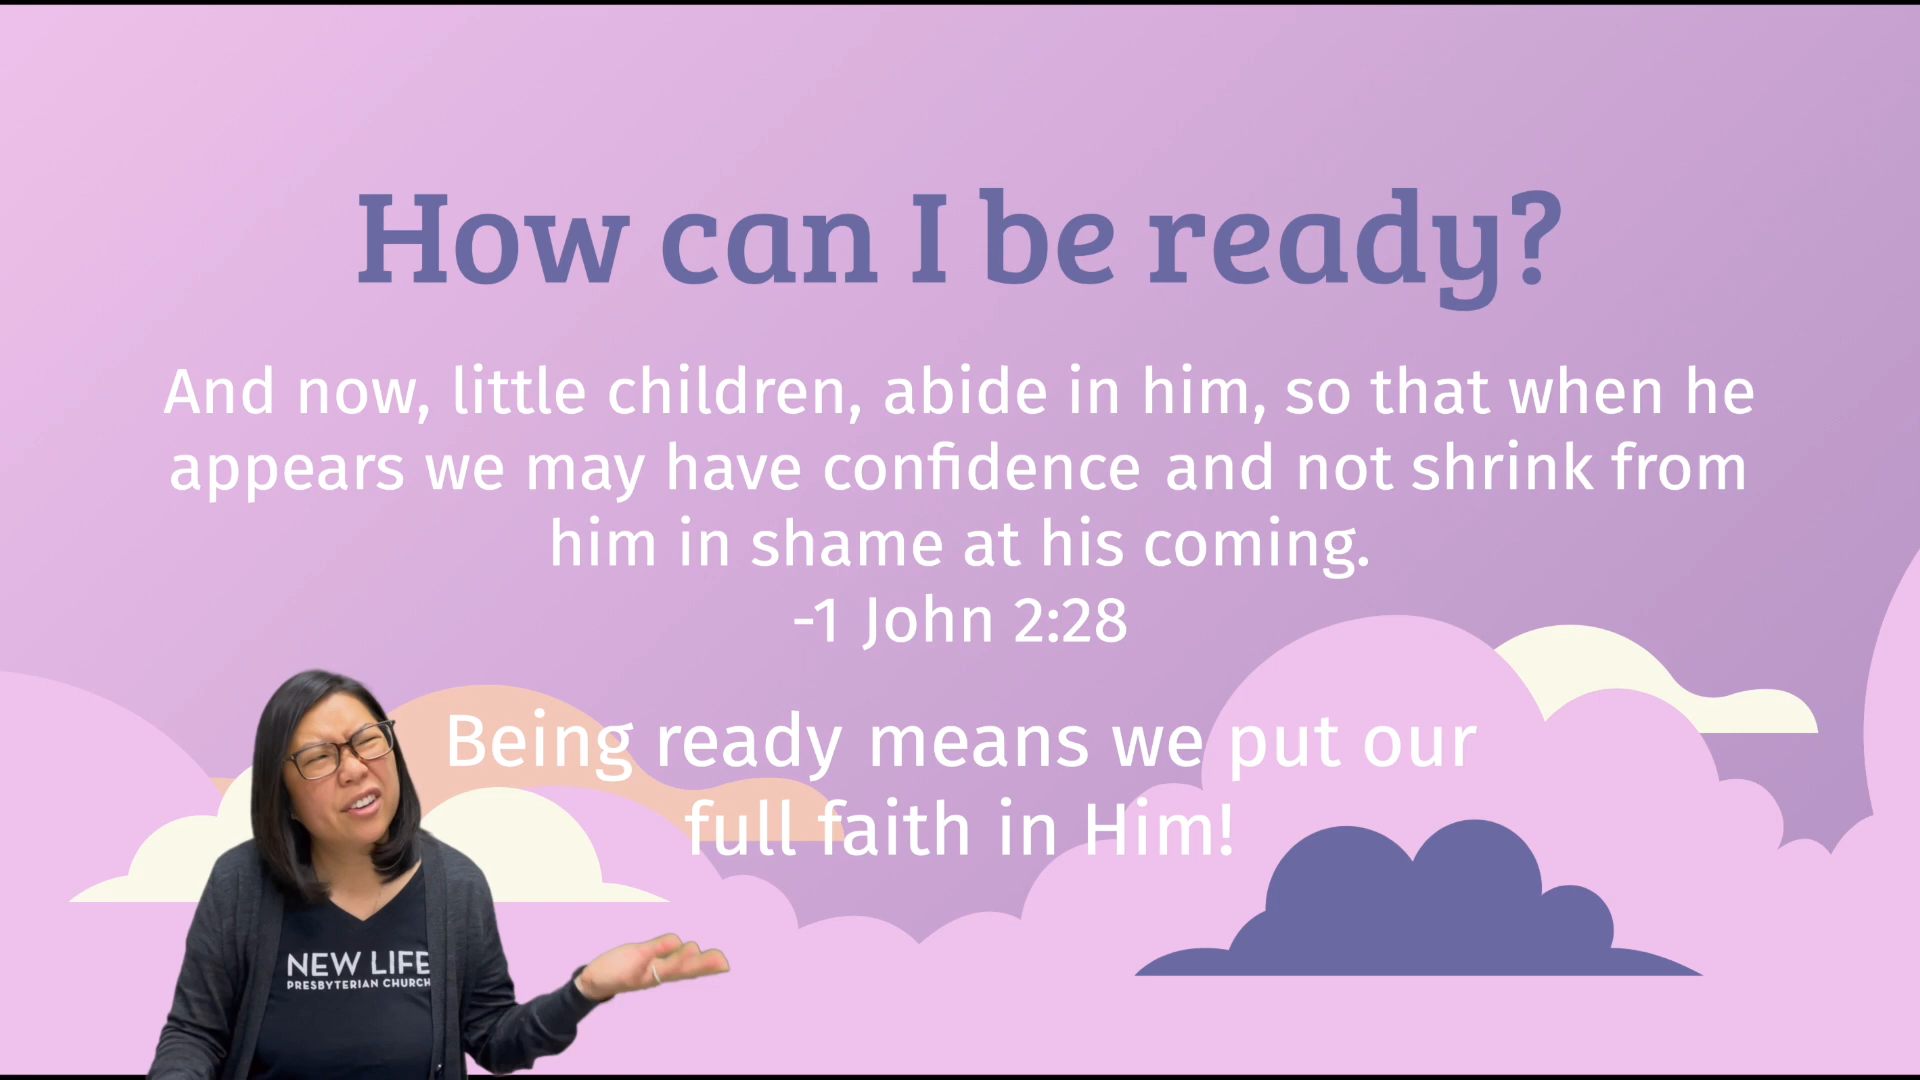 How can I be ready?
And now, little children, abide in him, so that when he
appears we may have confidence and not shrink from
him in shame at his coming.
-1 John 2:28
Being ready means we put our
full faith in Him!
NEW LIFE
PRESBYTERIAN CHURCH